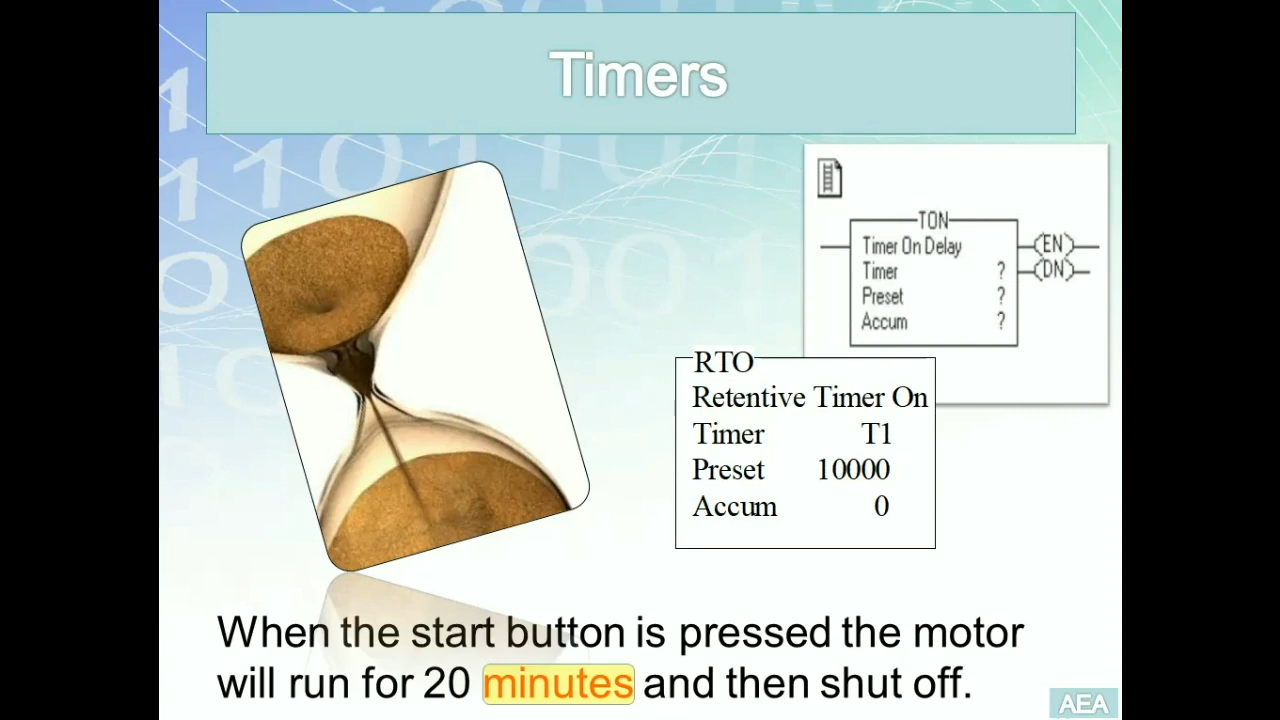 Timers
TON
Timer On Delay
EN
Timer ?
DN
Preset ?
Accum ?
RTO
Retentive Timer On
Timer T1
Preset 10000
Accum 0
When the start button is pressed the motor
will run for 20 minutes and then shut off.
AEA